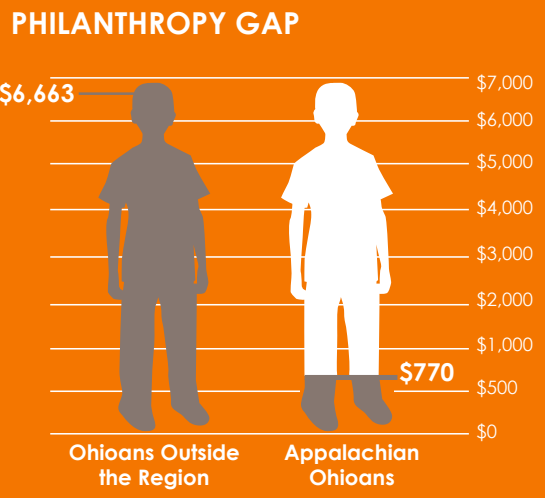 PHILANTHROPY GAP
$6,663
$7,000
$6,000
$5,000
$4,000
$3,000
$2,000
$1,000
$770
$500
$0
Ohioans Outside
the Region
Appalachian
Ohioans